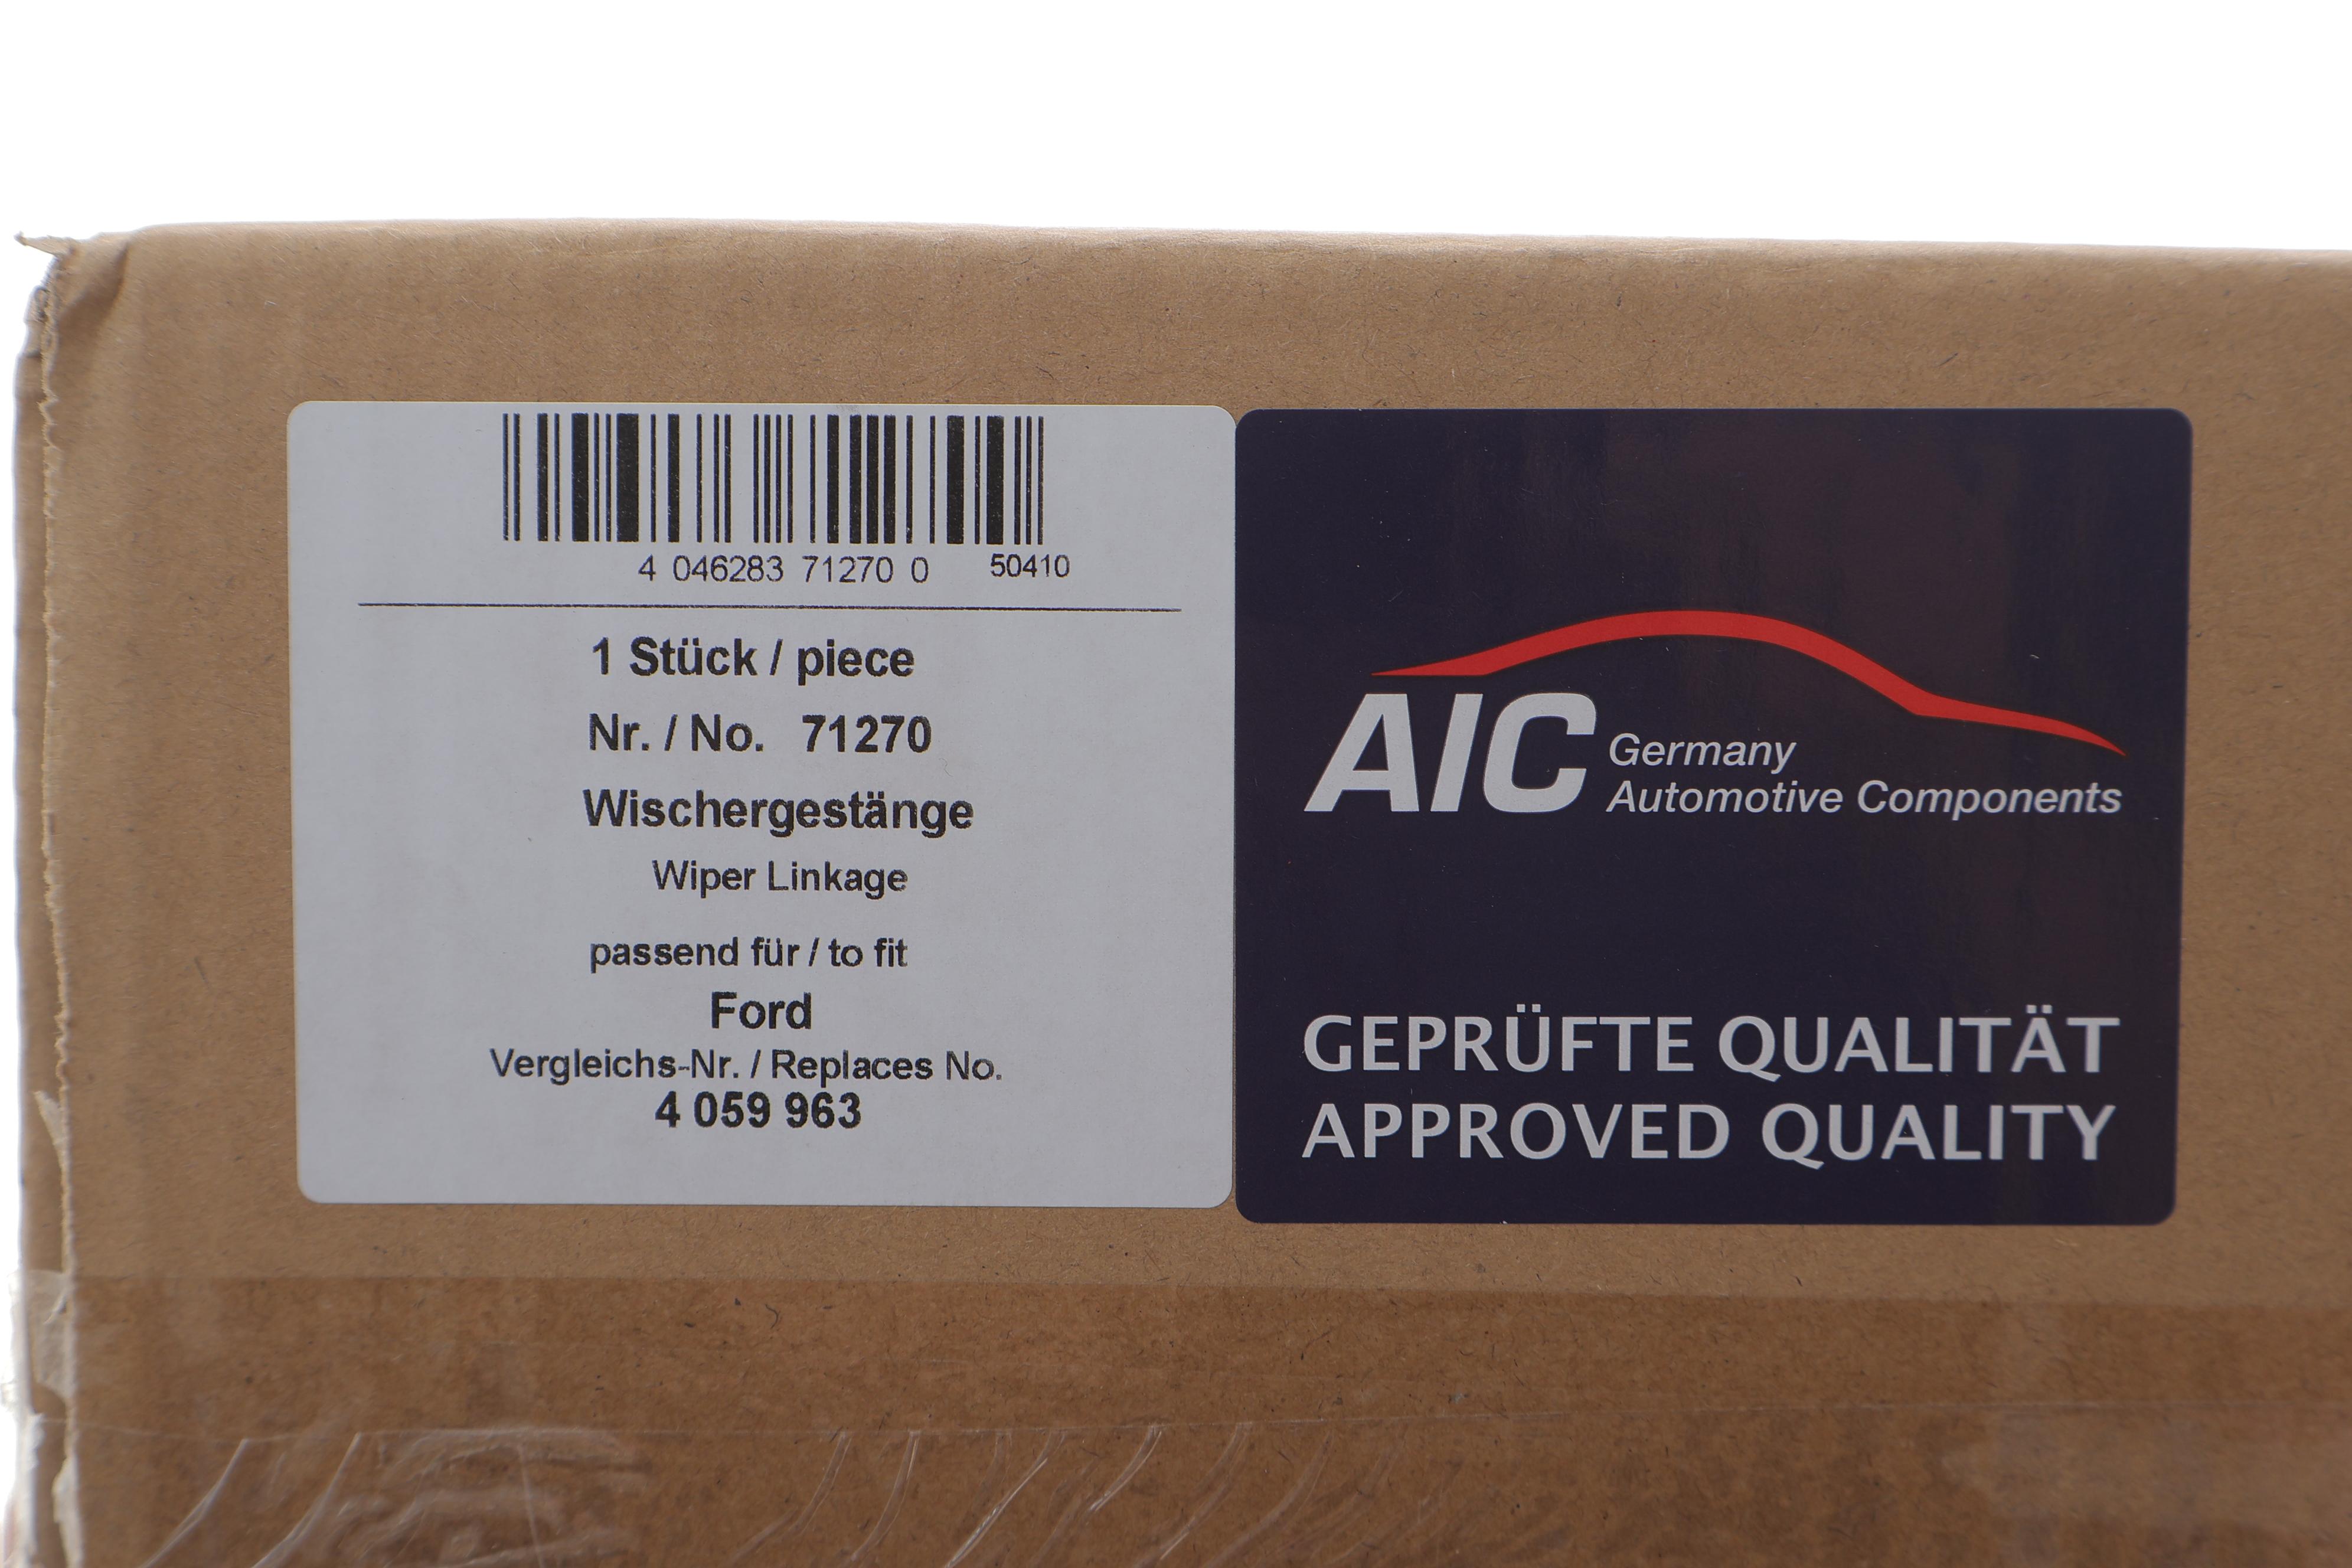 4 046283 71270 0 50410
1 Stück / piece
Nr. / No. 71270
Wischergestänge
Wiper Linkage
passend für / to fit
Ford
Vergleichs-Nr. / Replaces No.
4 059 963
AIC Germany
Automotive Components
GEPRÜFTE QUALITÄT
APPROVED QUALITY